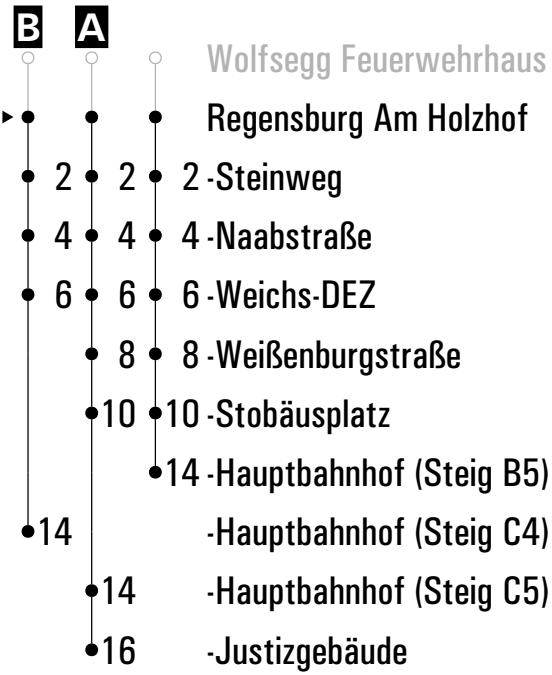 B A
Wolfsegg Feuerwehrhaus
Regensburg Am Holzhof
2 2 2 -Steinweg
4 4 4 -Naabstraße
6 6 6 -Weichs-DEZ
8 8 -Weißenburgstraße
10 10 -Stobäusplatz
14 -Hauptbahnhof (Steig B5)
14 -Hauptbahnhof (Steig C4)
14 -Hauptbahnhof (Steig C5)
16 -Justizgebäude